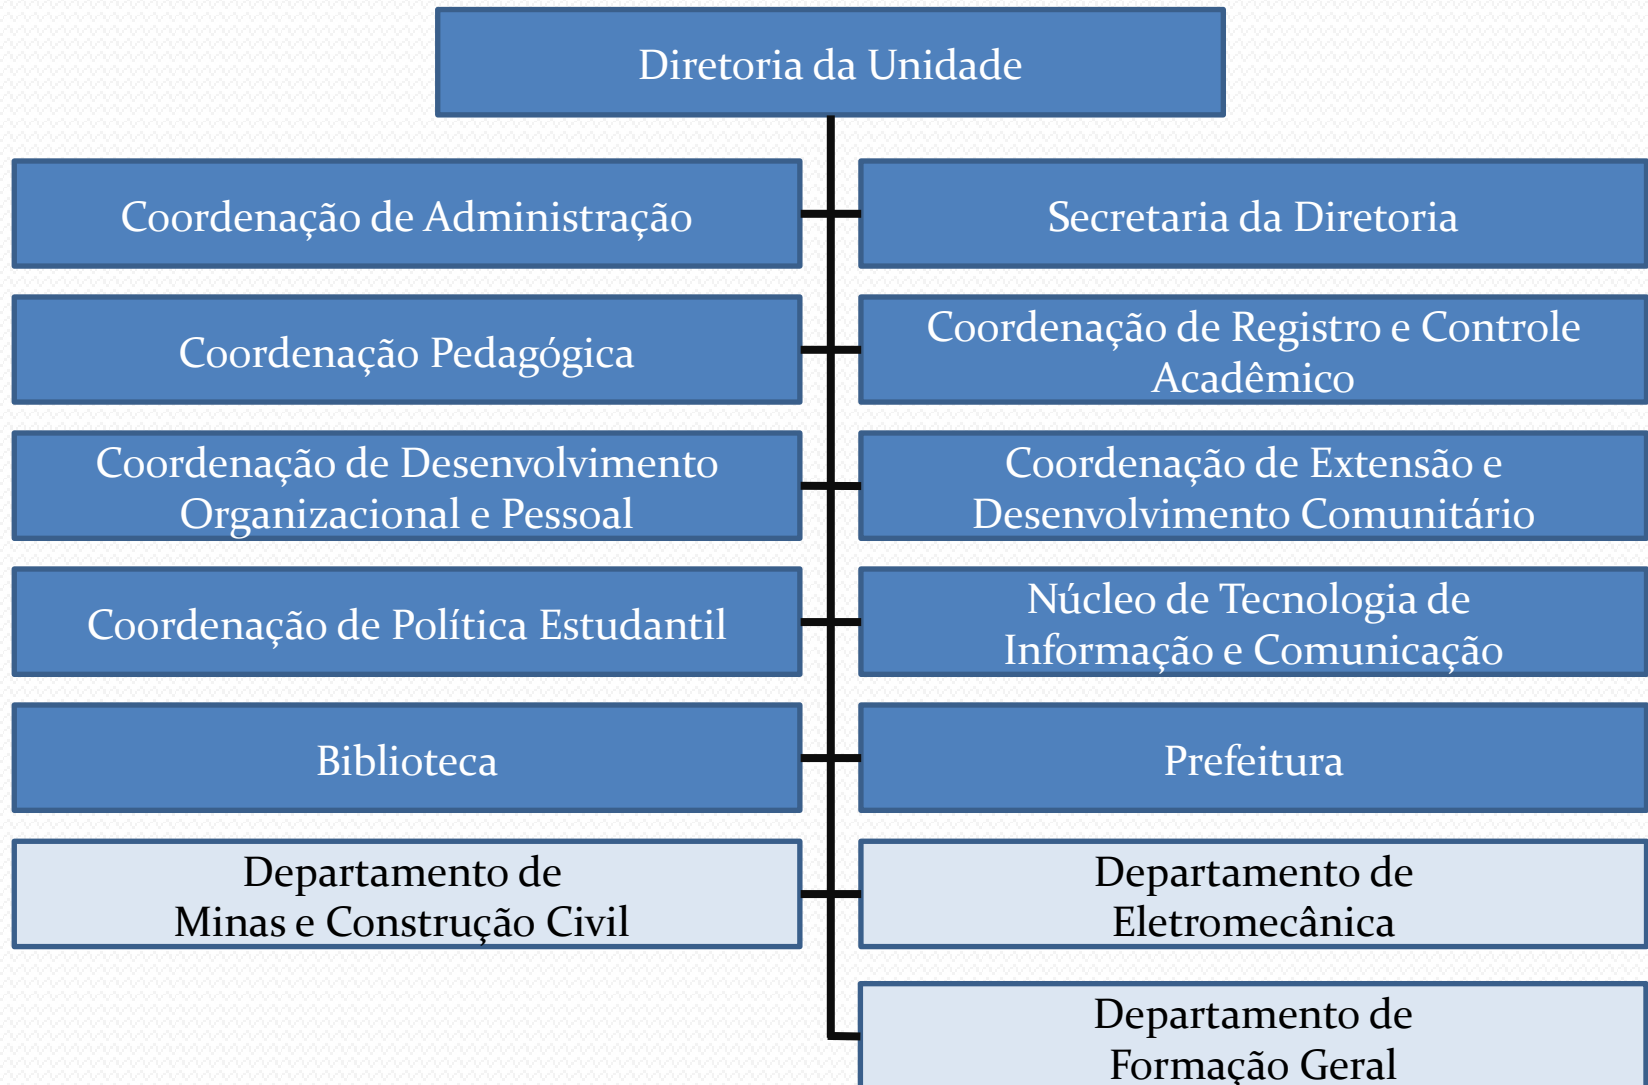 Diretoria da Unidade
Coordenação de Administração
Secretaria da Diretoria
Coordenação Pedagógica
Coordenação de Registro e Controle
Acadêmico
Coordenação de Desenvolvimento
Organizacional e Pessoal
Coordenação de Extensão e
Desenvolvimento Comunitário
Coordenação de Política Estudantil
Núcleo de Tecnologia de
Informação e Comunicação
Biblioteca
Prefeitura
Departamento de
Minas e Construção Civil
Departamento de
Eletromecânica
Departamento de
Formação Geral